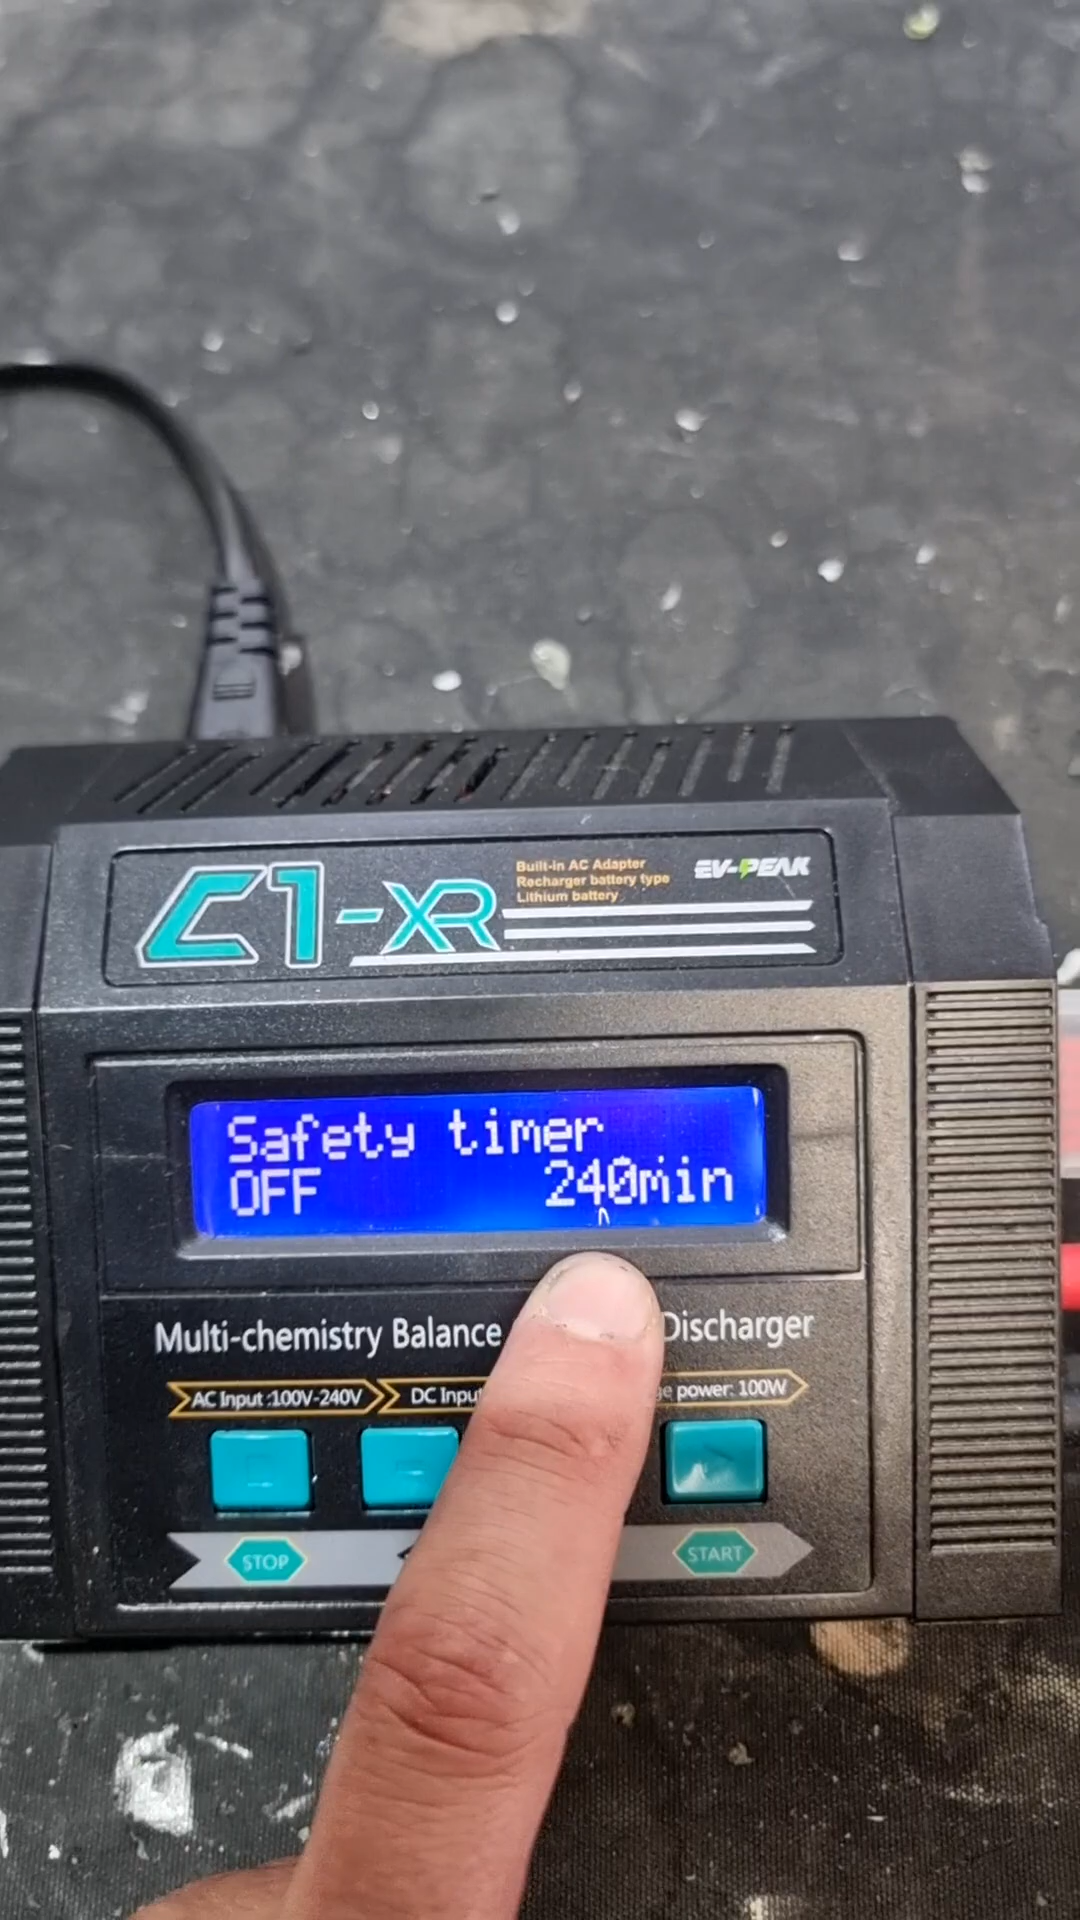 C1-XR
Built-in AC Adapter
Recharger battery type
Lithium battery
EV-PEAK
Safety timer
OFF 240min
Multi-chemistry Balance Discharger
AC Input :100V-240V DC Input power: 100W
STOP START